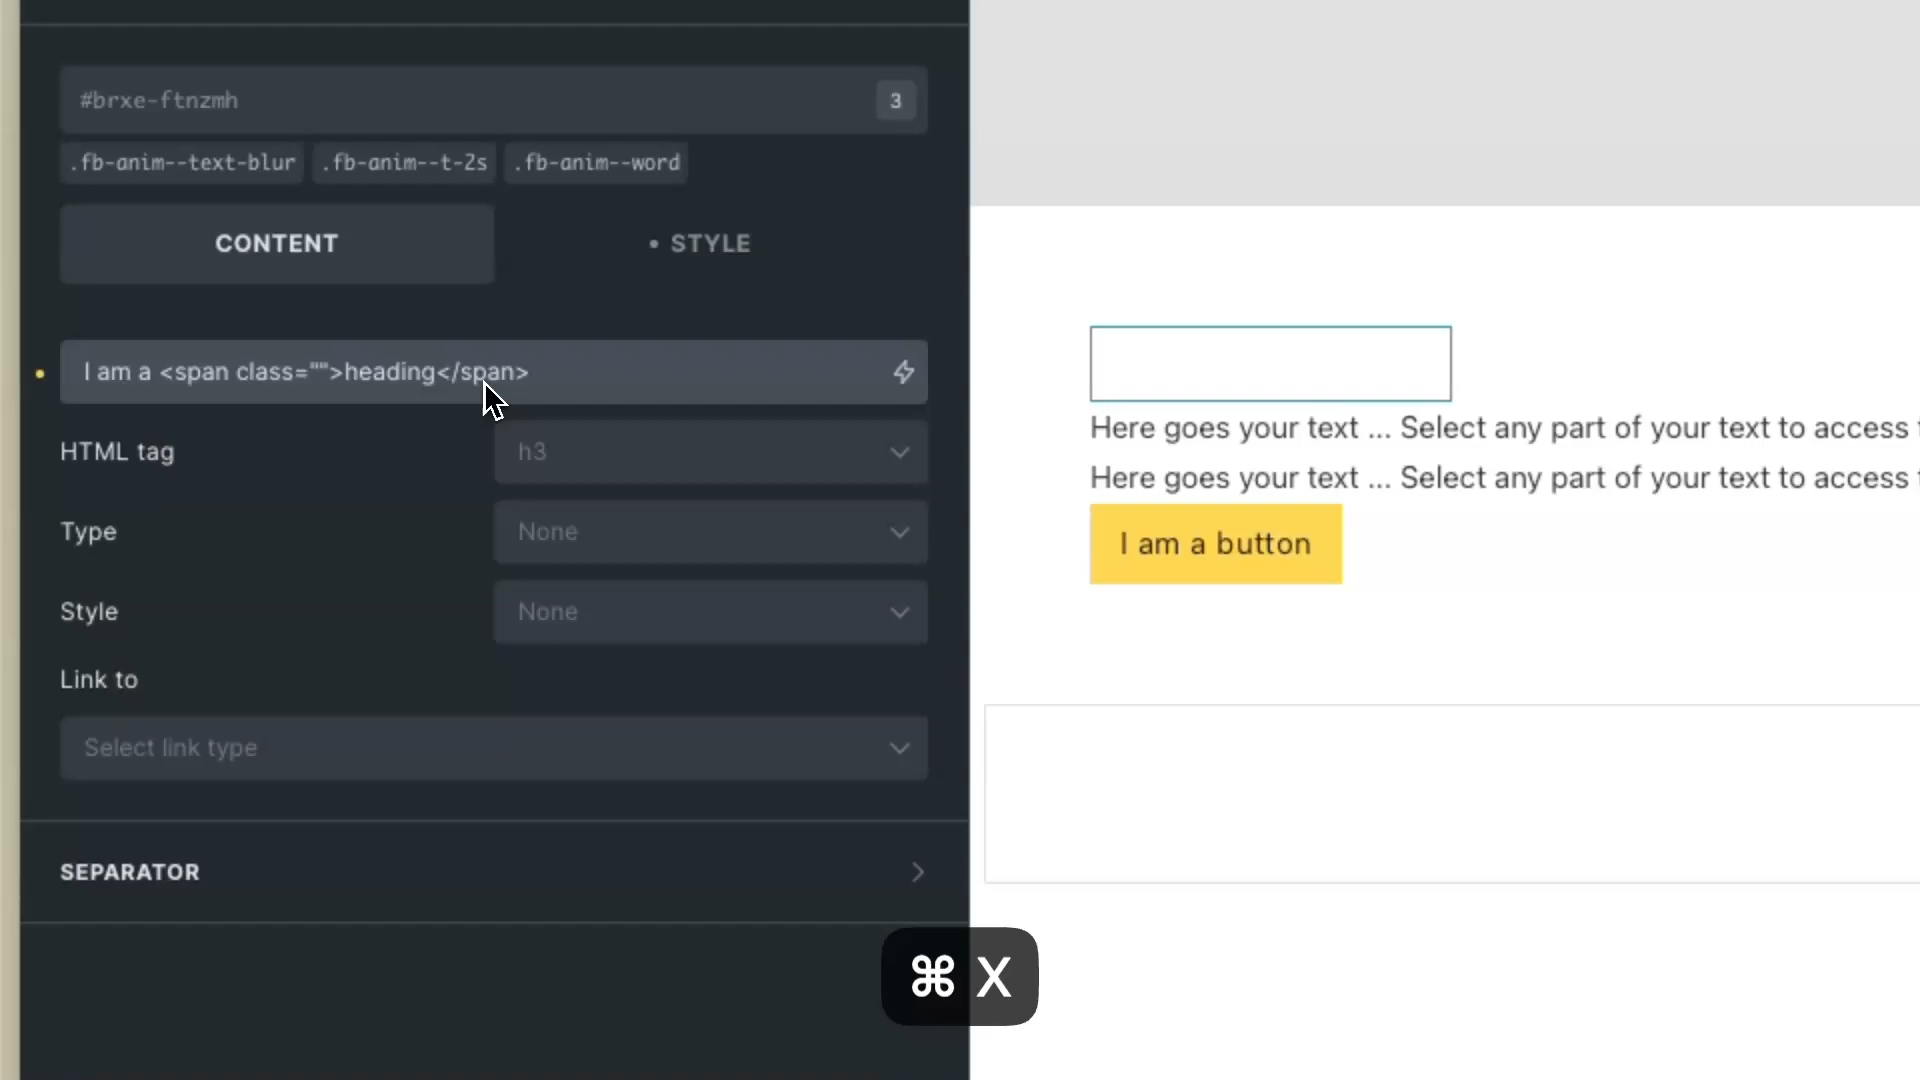 #brxe-ftnzmh
3
.fb-anim--text-blur .fb-anim--t-2s .fb-anim--word
CONTENT
• STYLE
I am a <span class="">heading</span>
HTML tag
h3
Type
None
Style
None
Link to
Select link type
SEPARATOR
Here goes your text ... Select any part of your text to access
Here goes your text ... Select any part of your text to access
I am a button
⌘ X